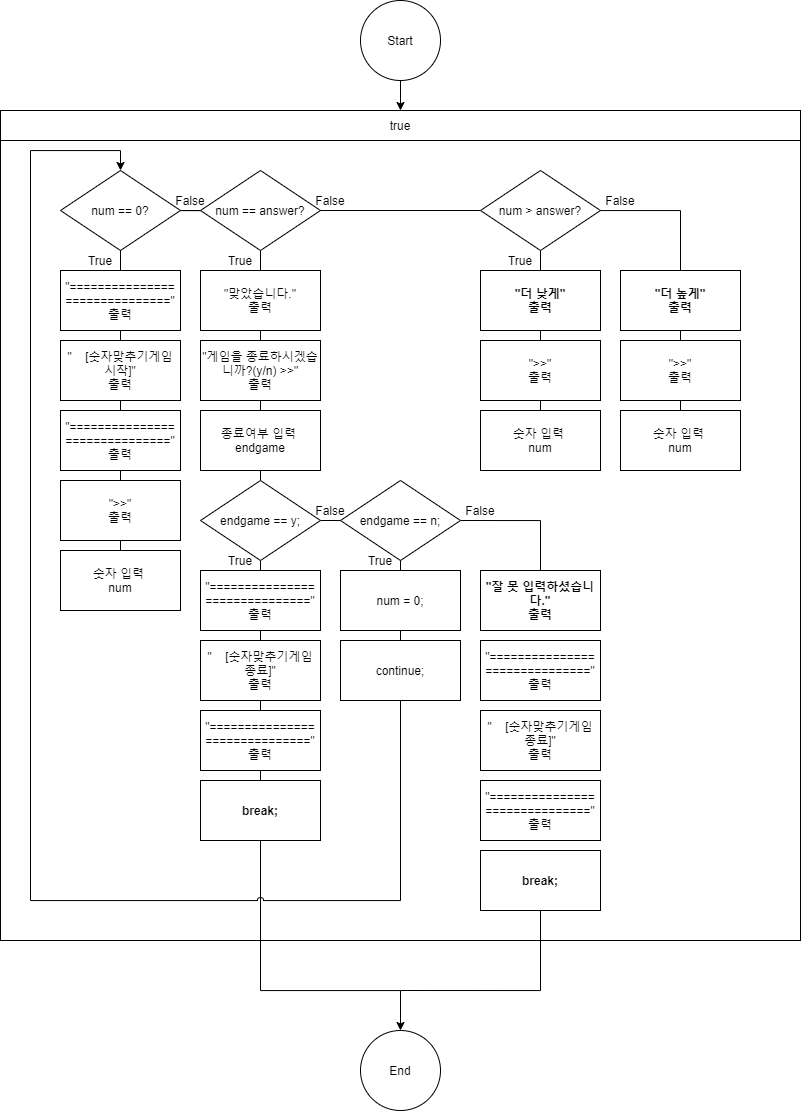 Start
true
num == 0?
False
num == answer?
False
num > answer?
False
True
True
True
"===============
==============="
출력
"맞았습니다."
출력
"더 낮게"
출력
"더 높게"
출력
"    [숫자맞추기게임
시작]"
출력
"게임을 종료하시겠습
니까?(y/n) >>"
출력
">>"
출력
">>"
출력
"===============
==============="
출력
종료여부 입력
endgame
숫자 입력
num
숫자 입력
num
">>"
출력
endgame == y;
False
endgame == n;
False
숫자 입력
num
True
True
"===============
==============="
출력
num = 0;
"잘 못 입력하셨습니
다."
출력
"    [숫자맞추기게임
종료]"
출력
continue;
"===============
==============="
출력
"===============
==============="
출력
"    [숫자맞추기게임
종료]"
출력
break;
"===============
==============="
출력
break;
End